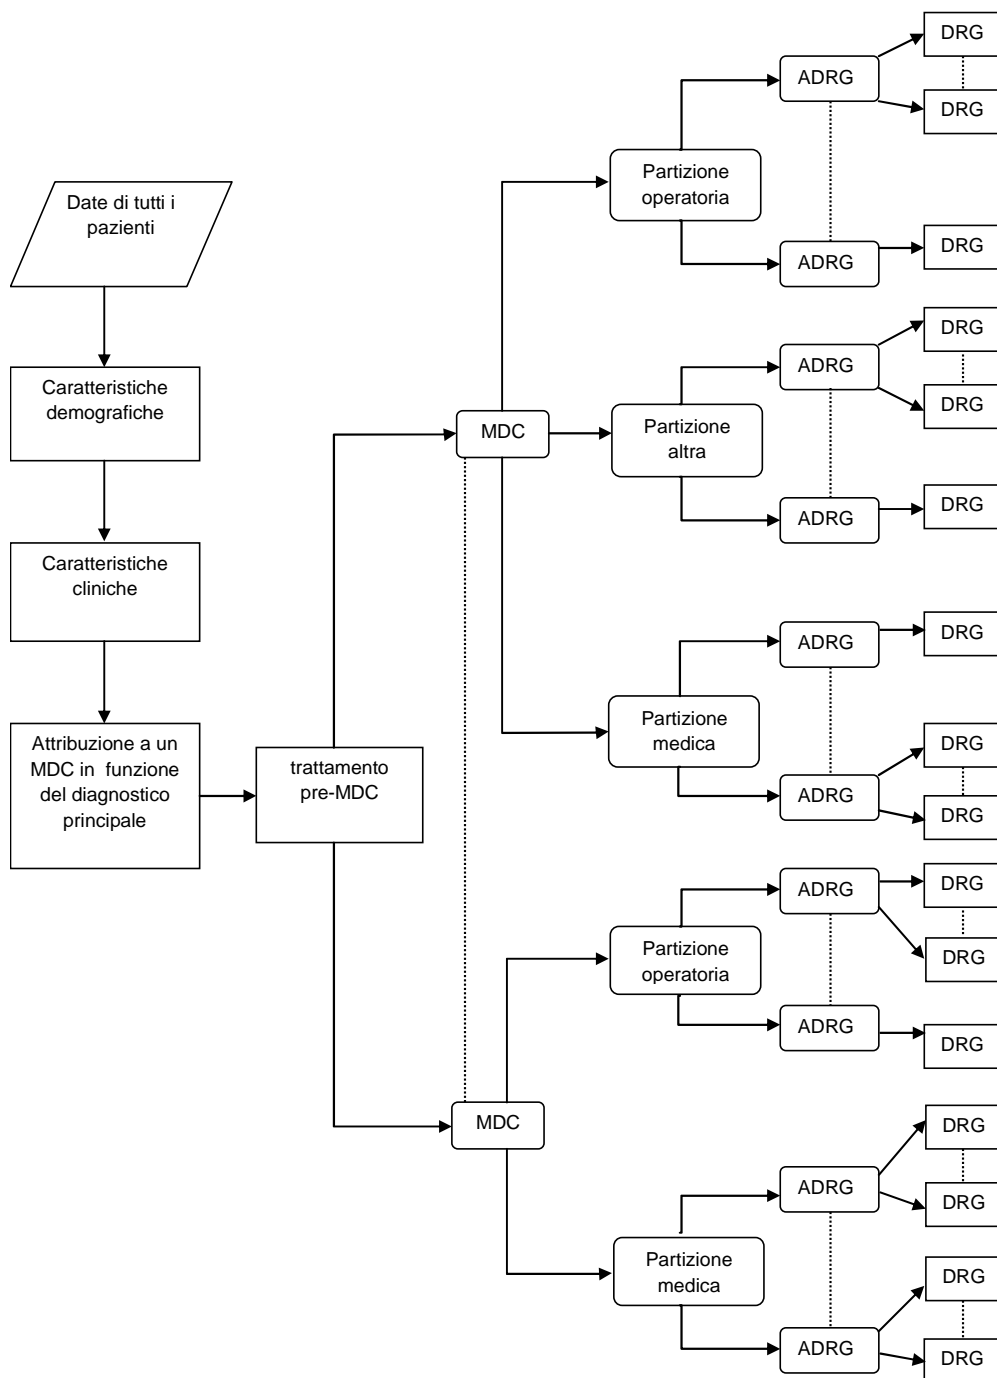 Date di tutti i
pazienti
Caratteristiche
demografiche
Caratteristiche
cliniche
Attribuzione a un
MDC in funzione
del diagnostico
principale
trattamento
pre-MDC
MDC
Partizione
operatoria
ADRG
DRG
DRG
ADRG
DRG
Partizione
altra
ADRG
DRG
DRG
ADRG
DRG
Partizione
medica
ADRG
DRG
ADRG
DRG
DRG
MDC
Partizione
operatoria
ADRG
DRG
DRG
ADRG
DRG
Partizione
medica
ADRG
DRG
DRG
ADRG
DRG
DRG